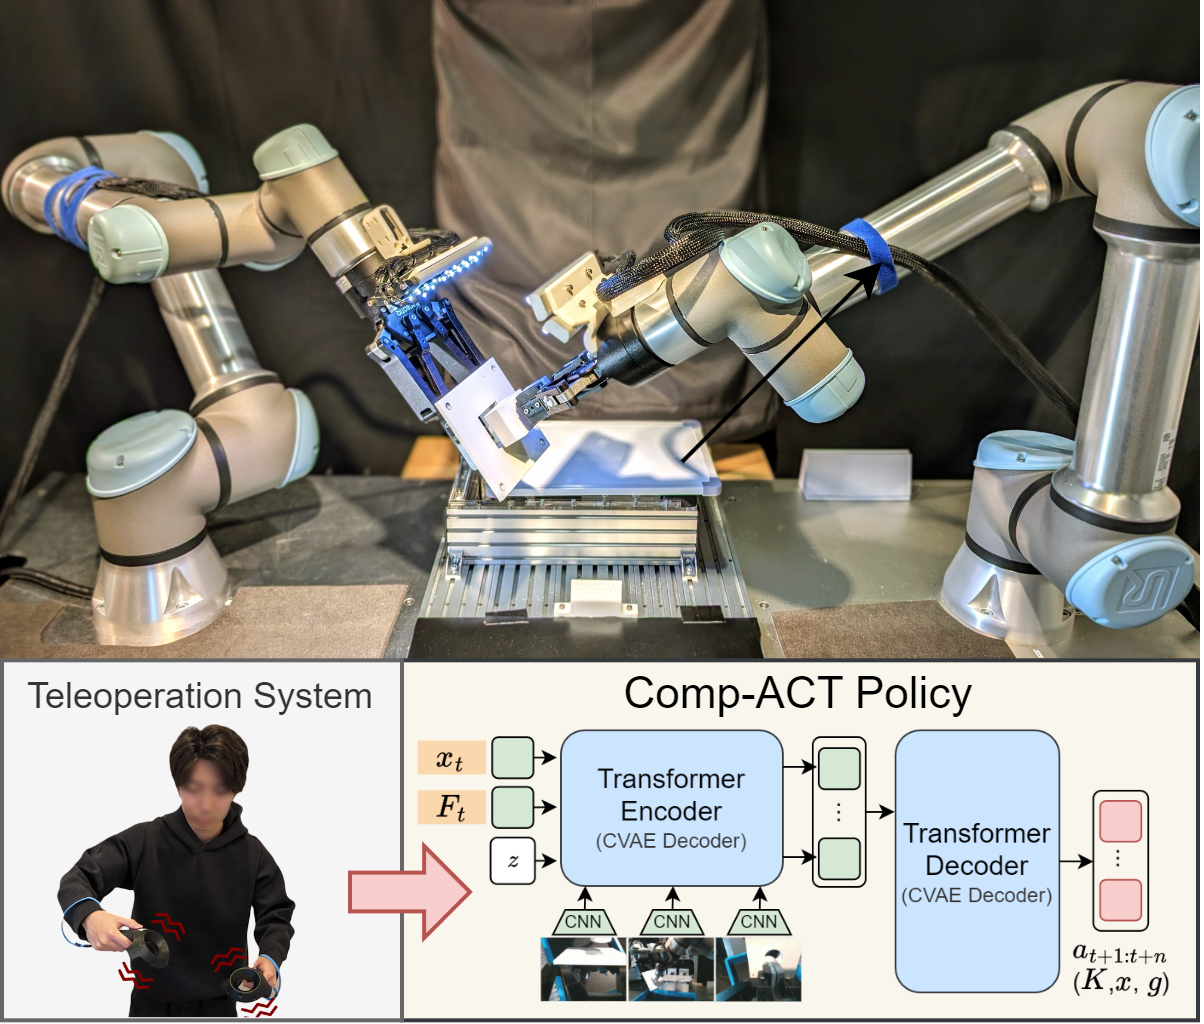 Teleoperation System
Comp-ACT Policy
x_t
F_t
z
Transformer
Encoder
(CVAE Decoder)
CNN
CNN
CNN
⋮
Transformer
Decoder
(CVAE Decoder)
⋮
a_{t+1:t+n}
(K,x, g)